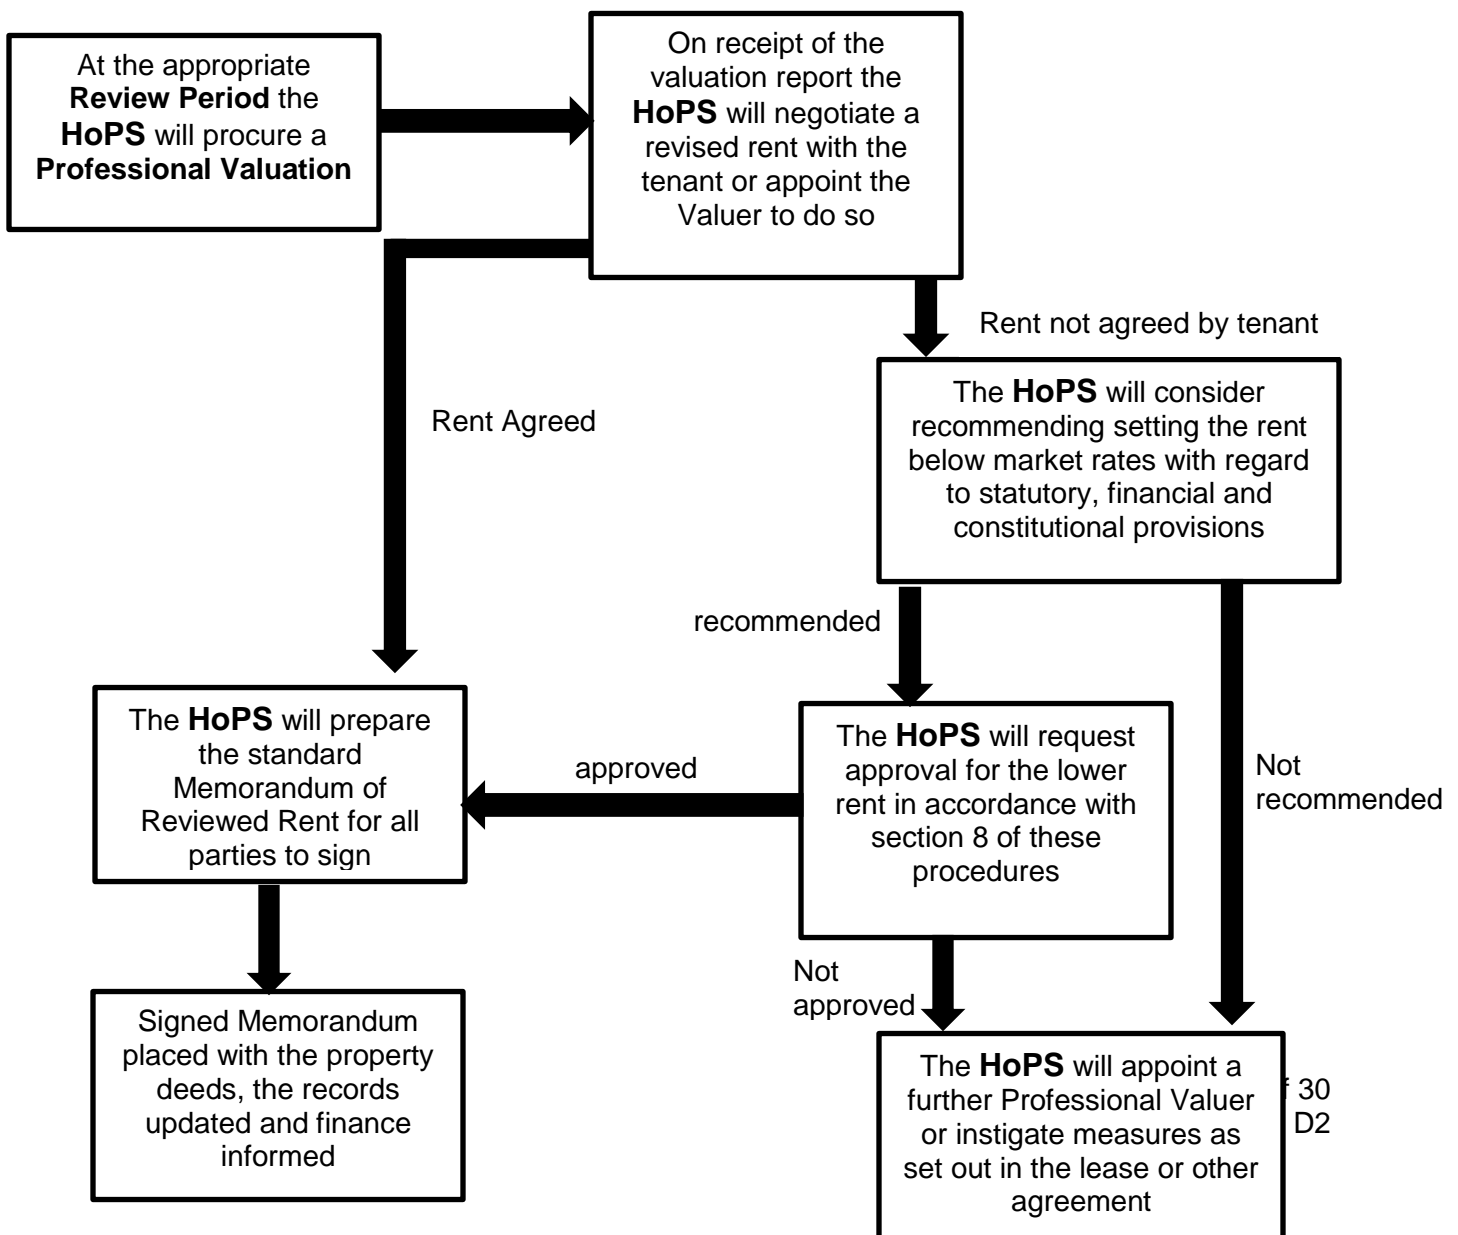 At the appropriate
Review Period the
HoPS will procure a
Professional Valuation
On receipt of the
valuation report the
HoPS will negotiate a
revised rent with the
tenant or appoint the
Valuer to do so
Rent not agreed by tenant
The HoPS will consider
recommending setting the rent
below market rates with regard
to statutory, financial and
constitutional provisions
Rent Agreed
recommended
Not
recommended
The HoPS will request
approval for the lower
rent in accordance with
section 8 of these
procedures
approved
The HoPS will prepare
the standard
Memorandum of
Reviewed Rent for all
parties to sign
Not
approved
Signed Memorandum
placed with the property
deeds, the records
updated and finance
informed
The HoPS will appoint a
further Professional Valuer
or instigate measures as
set out in the lease or other
agreement
30
D2